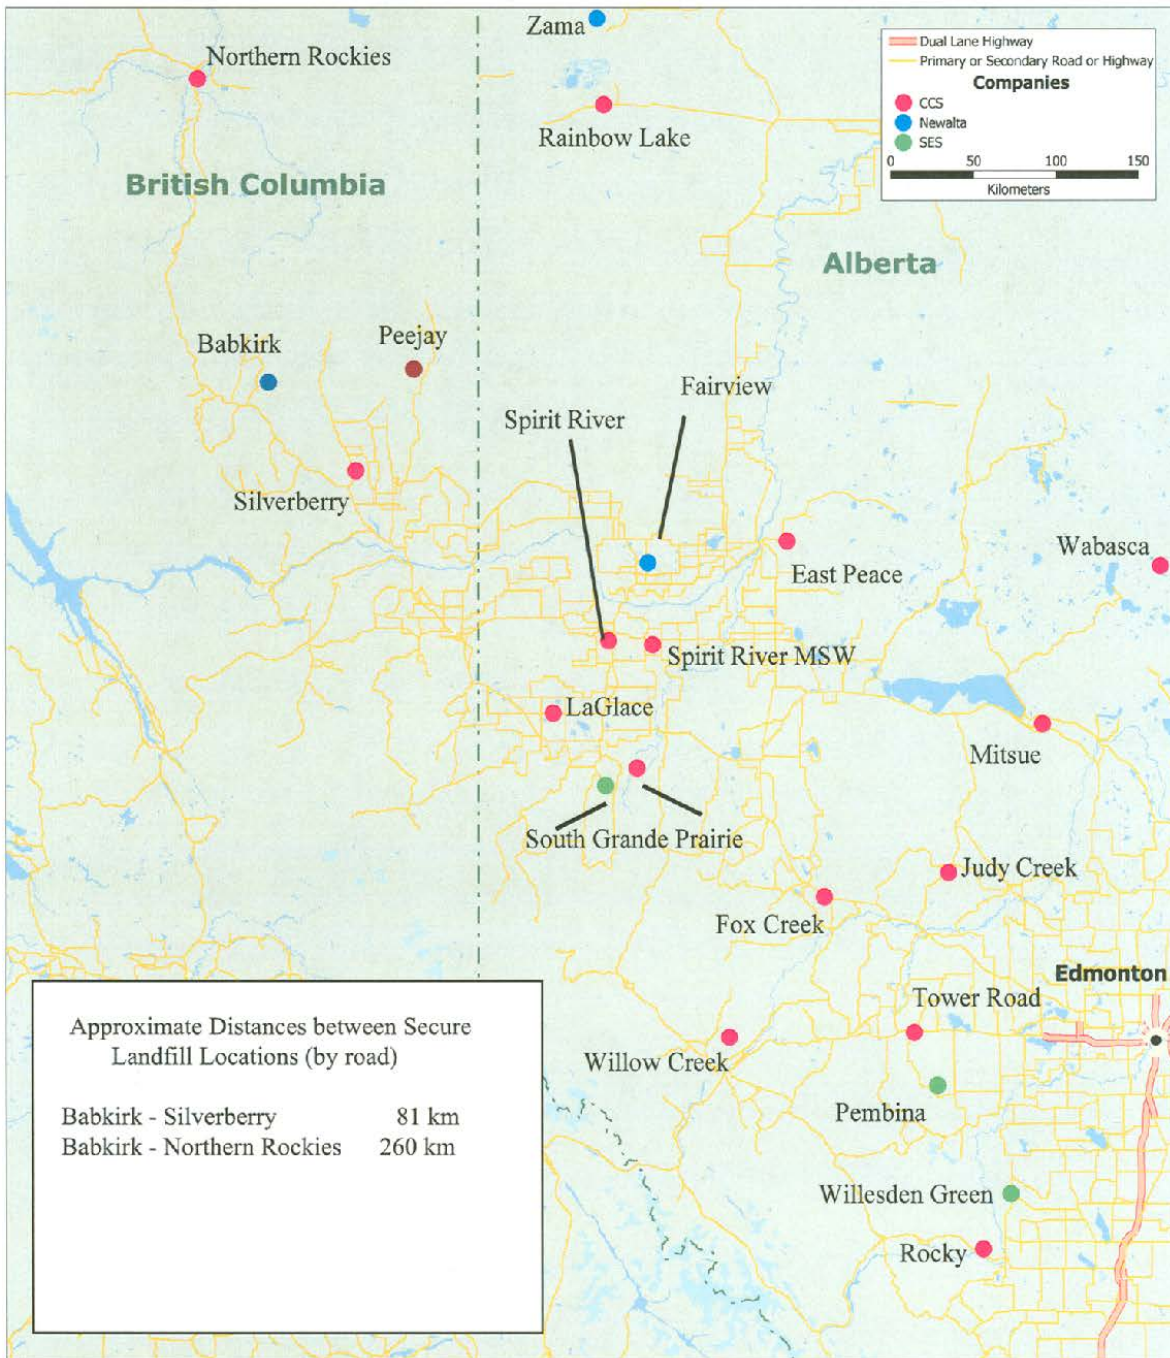 Zama
Northern Rockies
Dual Lane Highway
Primary or Secondary Road or Highway
Companies
CCS
Newalta
SES
0 50 100 150
Kilometers
Rainbow Lake
British Columbia
Alberta
Babkirk
Peejay
Fairview
Spirit River
Silverberry
Wabasca
East Peace
Spirit River MSW
LaGlace
Mitsue
South Grande Prairie
Judy Creek
Fox Creek
Edmonton
Tower Road
Willow Creek
Pembina
Willesden Green
Rocky
Approximate Distances between Secure
Landfill Locations (by road)
Babkirk - Silverberry 81 km
Babkirk - Northern Rockies 260 km